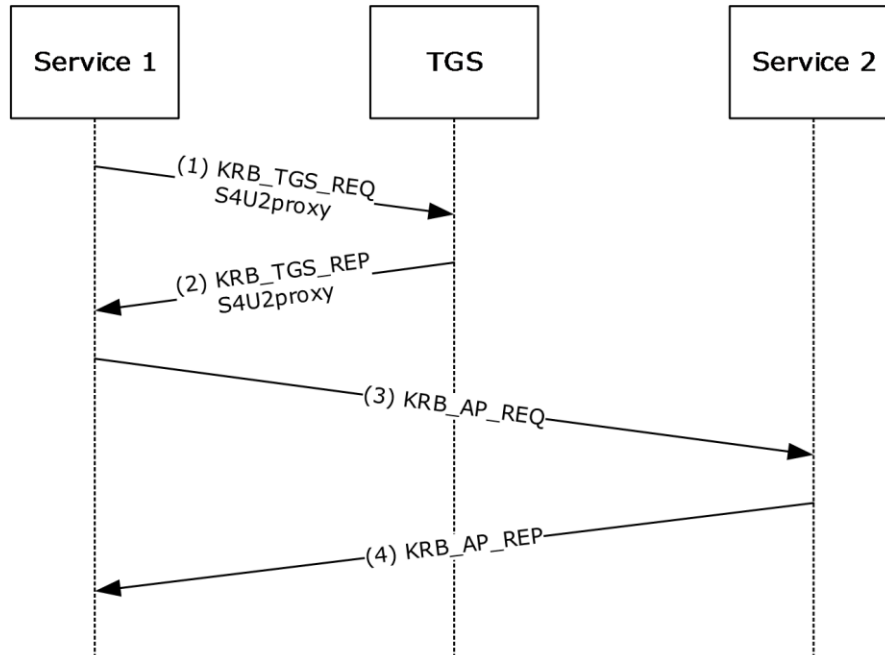 Service 1
TGS
Service 2
(1) KRB_TGS_REQ
S4U2proxy
(2) KRB_TGS_REP
S4U2proxy
(3) KRB_AP_REQ
(4) KRB_AP_REP